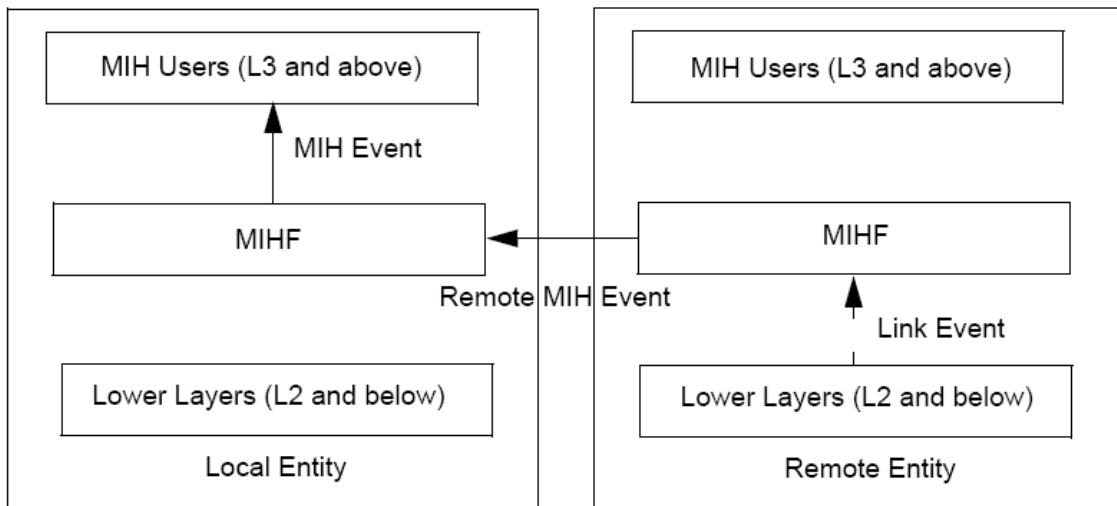 MIH Users (L3 and above)
MIH Users (L3 and above)
MIH Event
MIHF
MIHF
Remote MIH Event
Link Event
Lower Layers (L2 and below)
Lower Layers (L2 and below)
Local Entity
Remote Entity